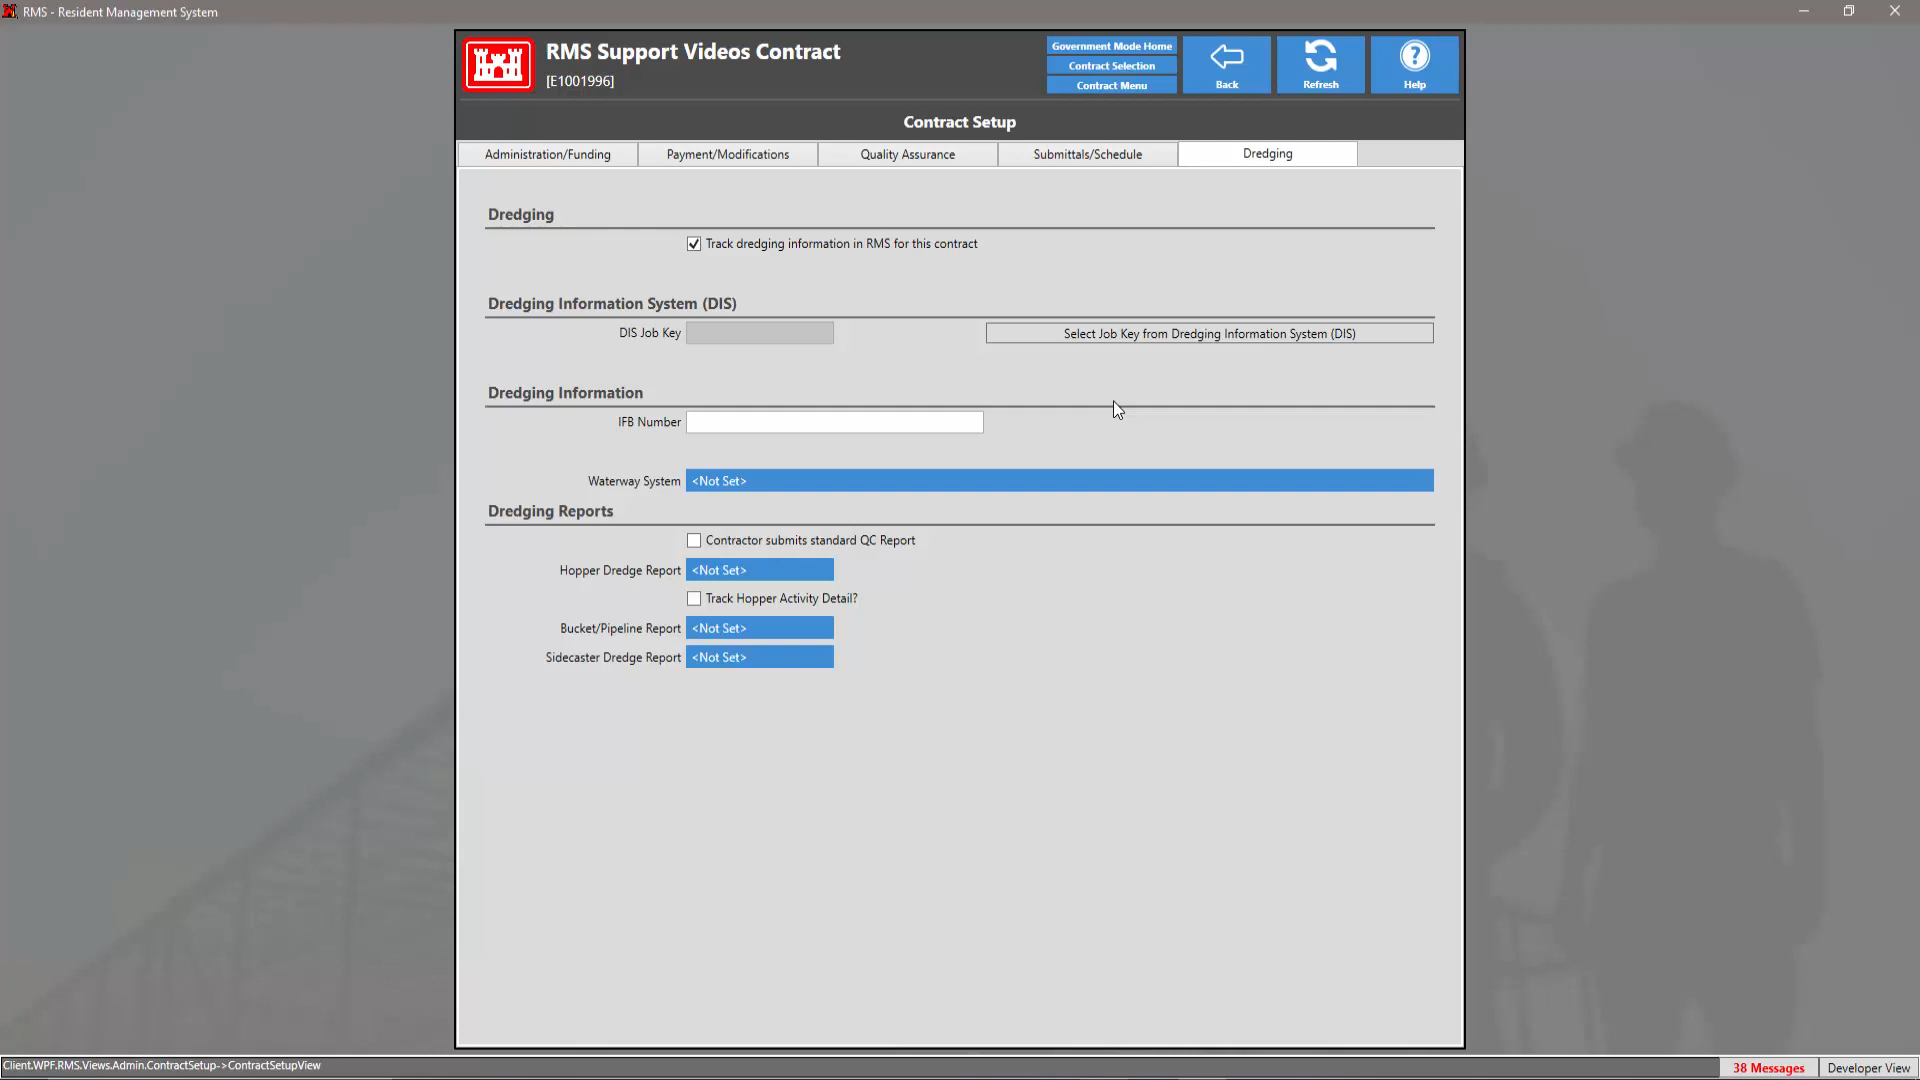 RMS - Resident Management System
RMS Support Videos Contract
[E1001996]
Government Mode Home
Contract Selection
Contract Menu
Back
Refresh
Help
Contract Setup
Administration/Funding
Payment/Modifications
Quality Assurance
Submittals/Schedule
Dredging
Dredging
Track dredging information in RMS for this contract
Dredging Information System (DIS)
DIS Job Key
Select Job Key from Dredging Information System (DIS)
Dredging Information
IFB Number
Waterway System <Not Set>
Dredging Reports
Contractor submits standard QC Report
Hopper Dredge Report <Not Set>
Track Hopper Activity Detail?
Bucket/Pipeline Report <Not Set>
Sidecaster Dredge Report <Not Set>
Client.WPF.RMS.Views.Admin.ContractSetup->ContractSetupView
38 Messages
Developer View